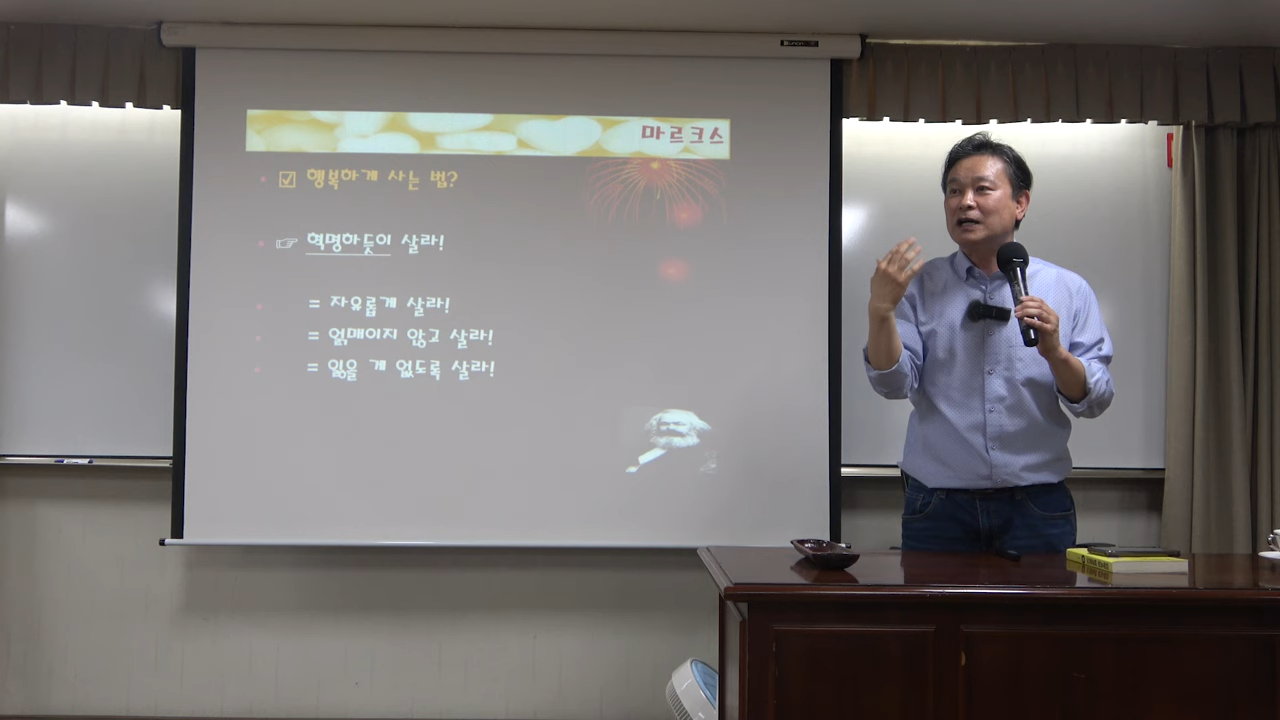 마르크스
☑ 행복하게 사는 법?
☞ 혁명하듯이 살라!
= 자유롭게 살라!
= 얽매이지 않고 살라!
= 잃을 게 없도록 살라!